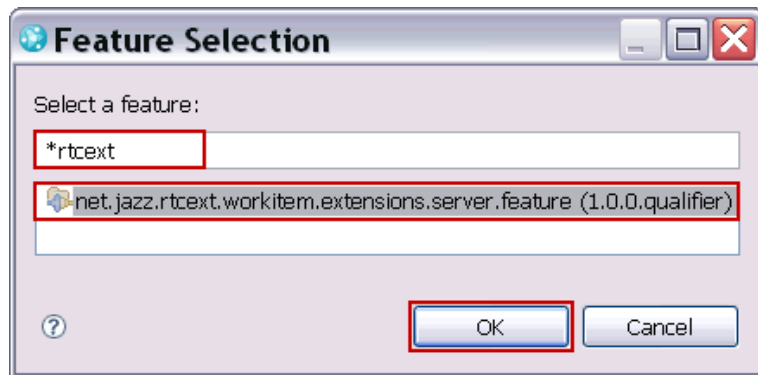 Feature Selection
Select a feature:
*rtcext
net.jazz.rtcext.workitem.extensions.server.feature (1.0.0.qualifier)
?
OK
Cancel